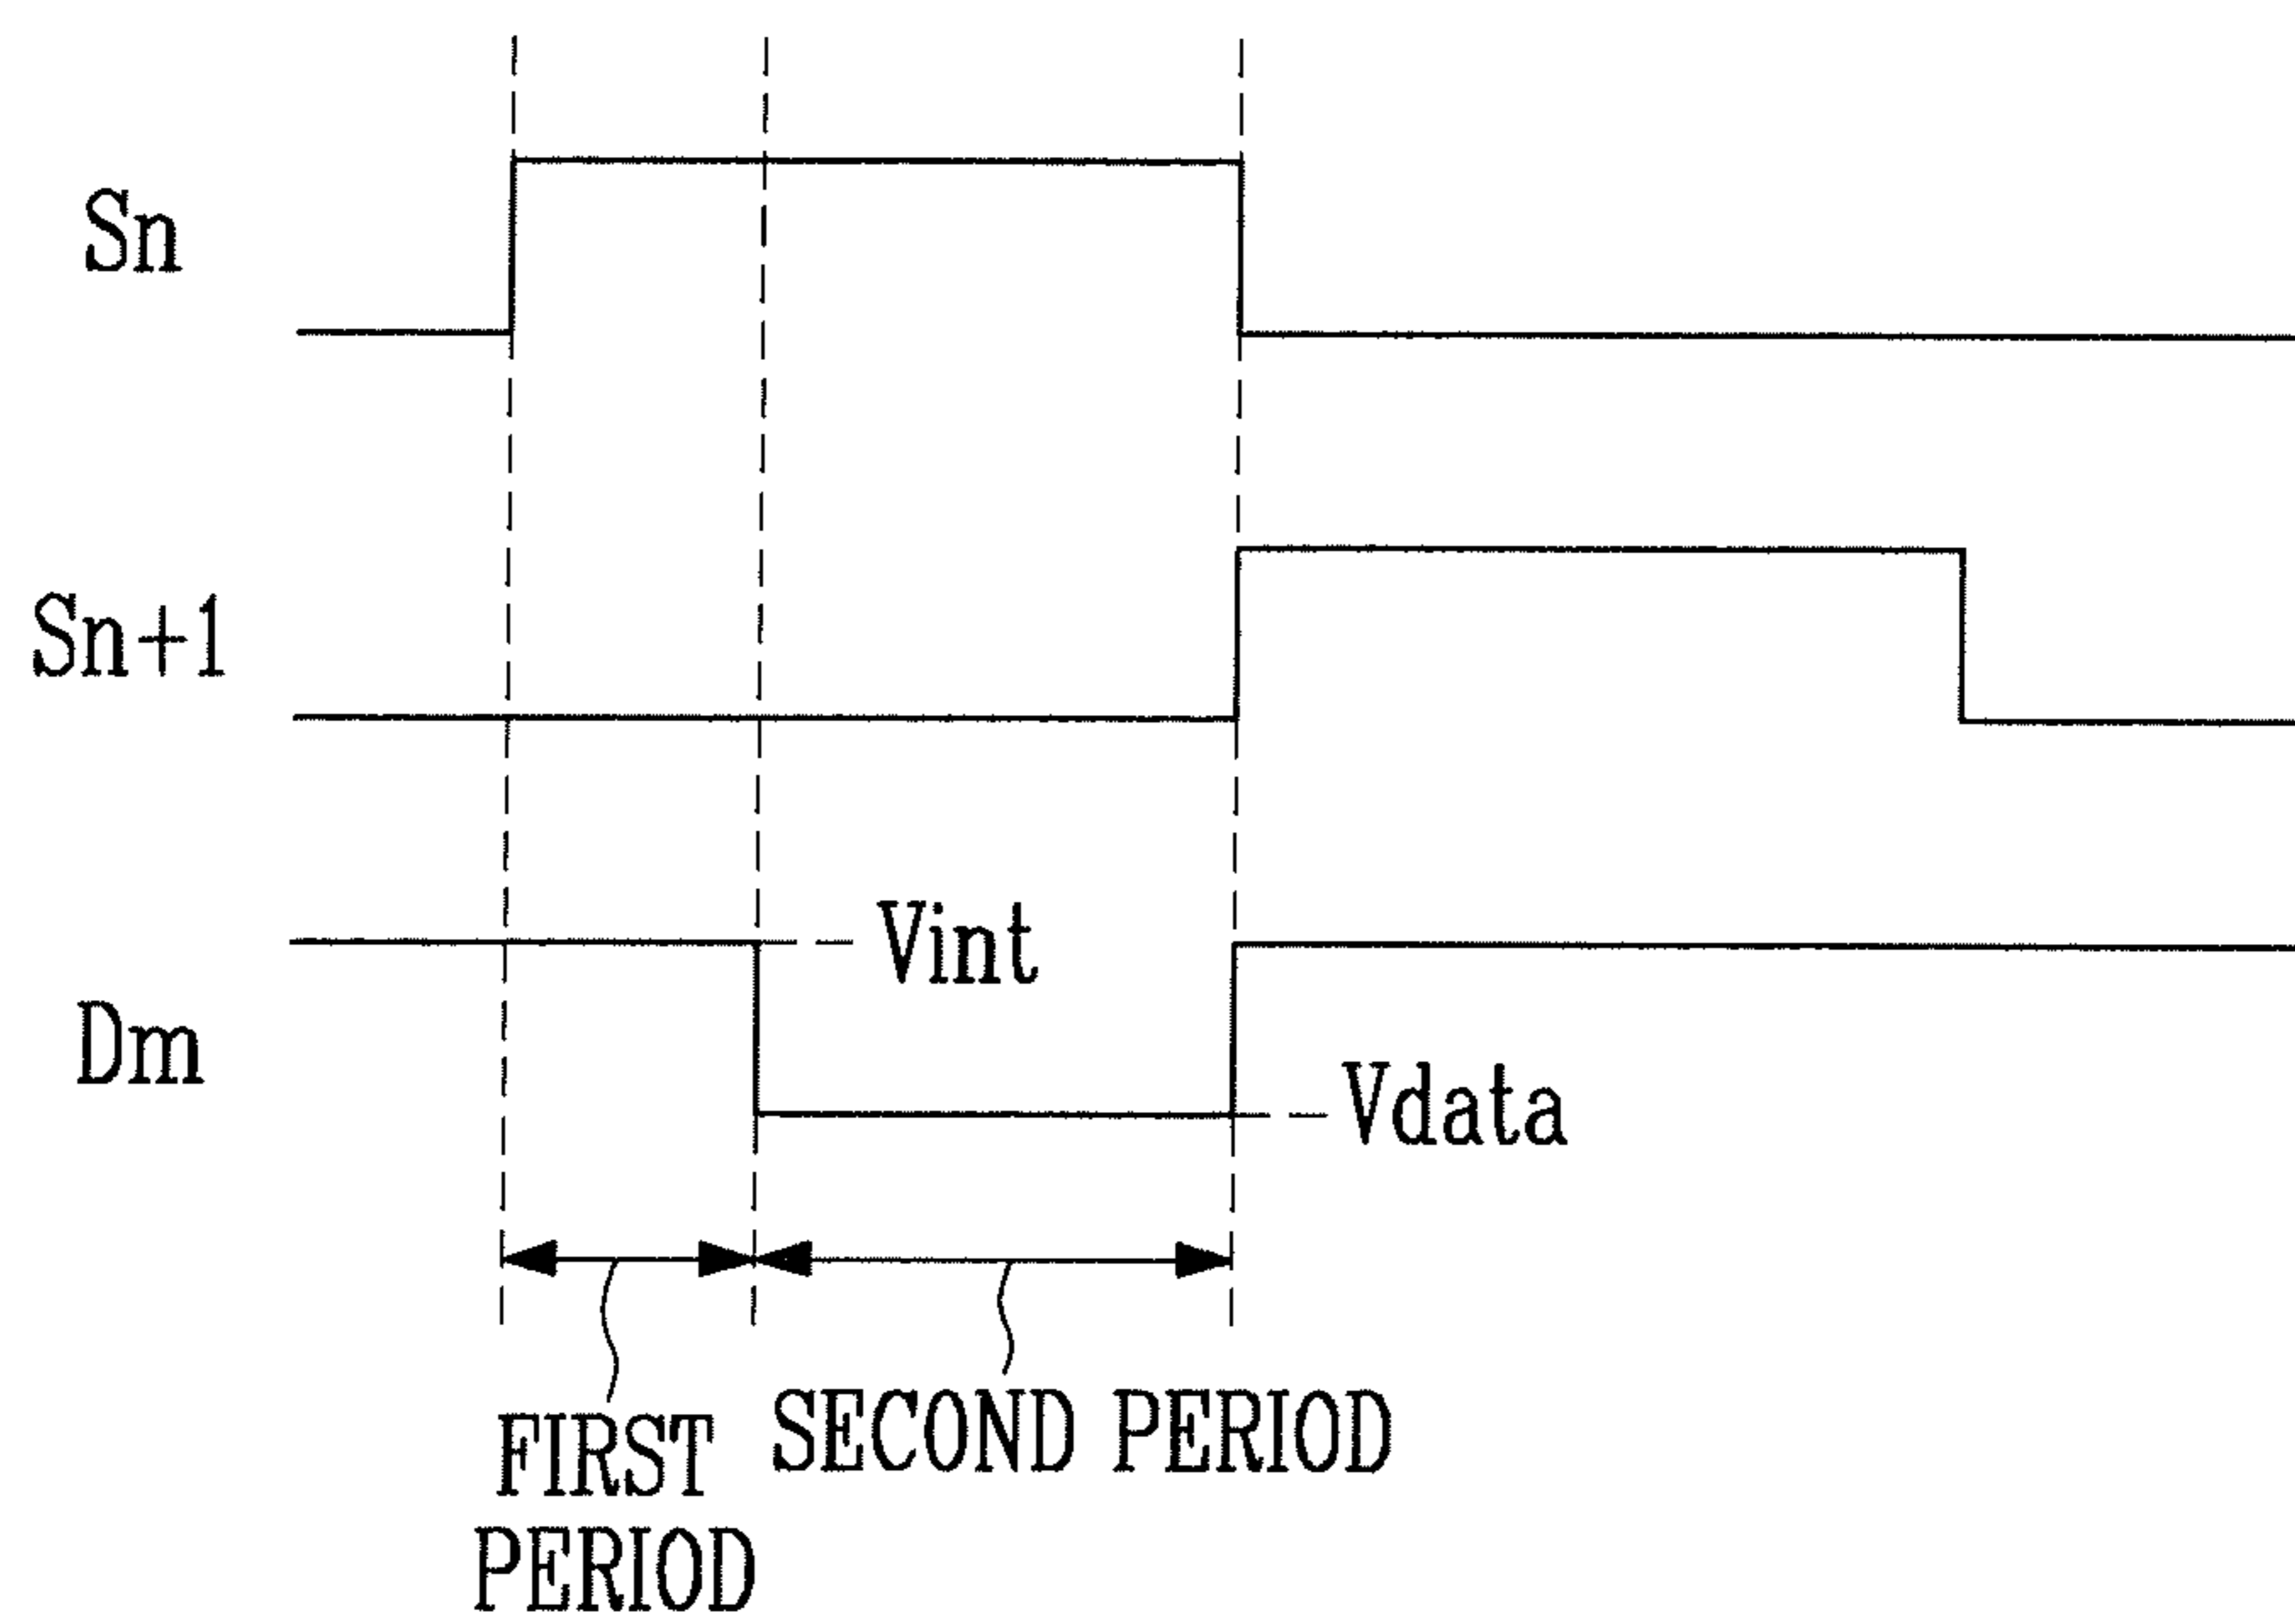 Sn
Sn+1
Vint
Dm
Vdata
SECOND PERIOD
FIRST
PERIOD